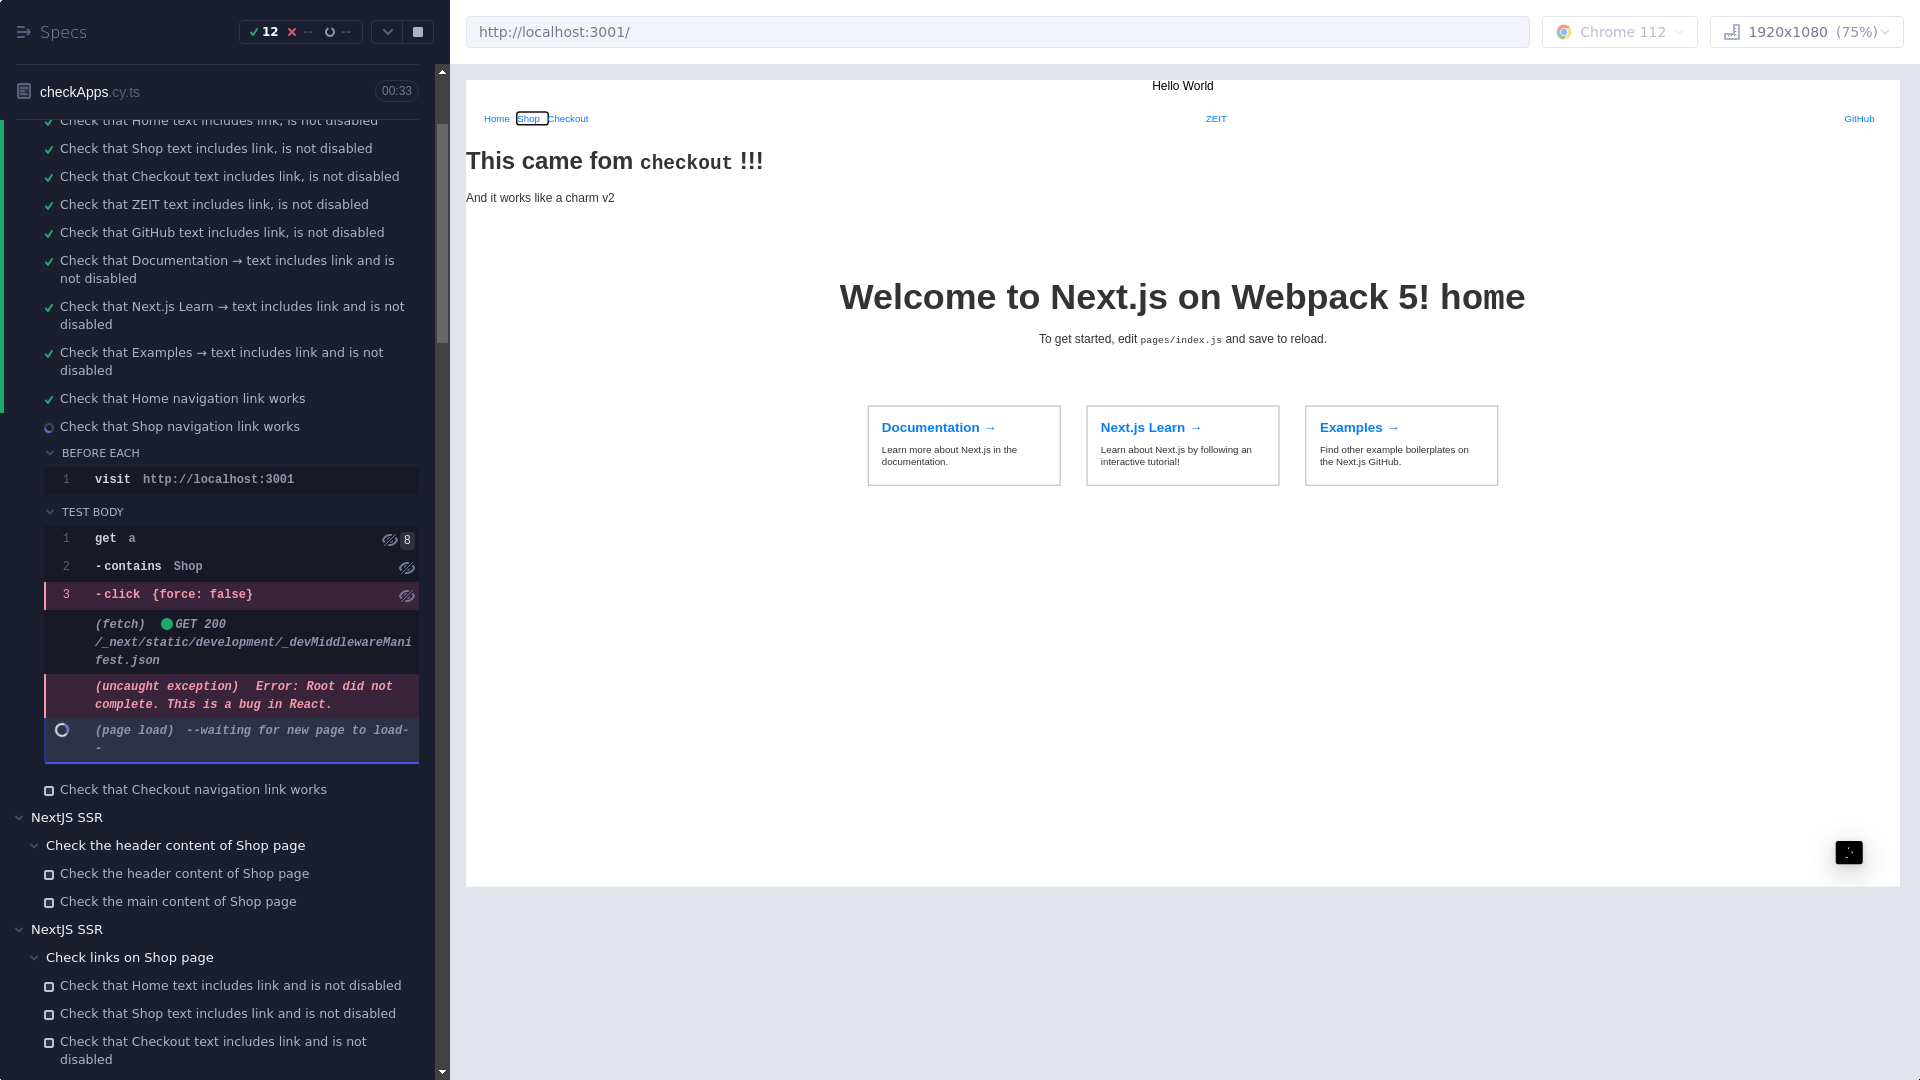 Specs
12 -- --
checkApps.cy.ts
00:33
Check that Home text includes link, is not disabled
Check that Shop text includes link, is not disabled
Check that Checkout text includes link, is not disabled
Check that ZEIT text includes link, is not disabled
Check that GitHub text includes link, is not disabled
Check that Documentation → text includes link and is
not disabled
Check that Next.js Learn → text includes link and is not
disabled
Check that Examples → text includes link and is not
disabled
Check that Home navigation link works
Check that Shop navigation link works
BEFORE EACH
1 visit http://localhost:3001
TEST BODY
1 get a 8
2 -contains Shop
3 -click {force: false}
(fetch) GET 200
/_next/static/development/_devMiddlewareMani
fest.json
(uncaught exception) Error: Root did not
complete. This is a bug in React.
(page load) --waiting for new page to load-
-
Check that Checkout navigation link works
NextJS SSR
Check the header content of Shop page
Check the header content of Shop page
Check the main content of Shop page
NextJS SSR
Check links on Shop page
Check that Home text includes link and is not disabled
Check that Shop text includes link and is not disabled
Check that Checkout text includes link and is not
disabled
http://localhost:3001/
Chrome 112
1920x1080 (75%)
Hello World
Home Shop Checkout ZEIT GitHub
This came fom checkout !!!
And it works like a charm v2
Welcome to Next.js on Webpack 5! home
To get started, edit pages/index.js and save to reload.
Documentation →
Learn more about Next.js in the
documentation.
Next.js Learn →
Learn about Next.js by following an
interactive tutorial!
Examples →
Find other example boilerplates on
the Next.js GitHub.